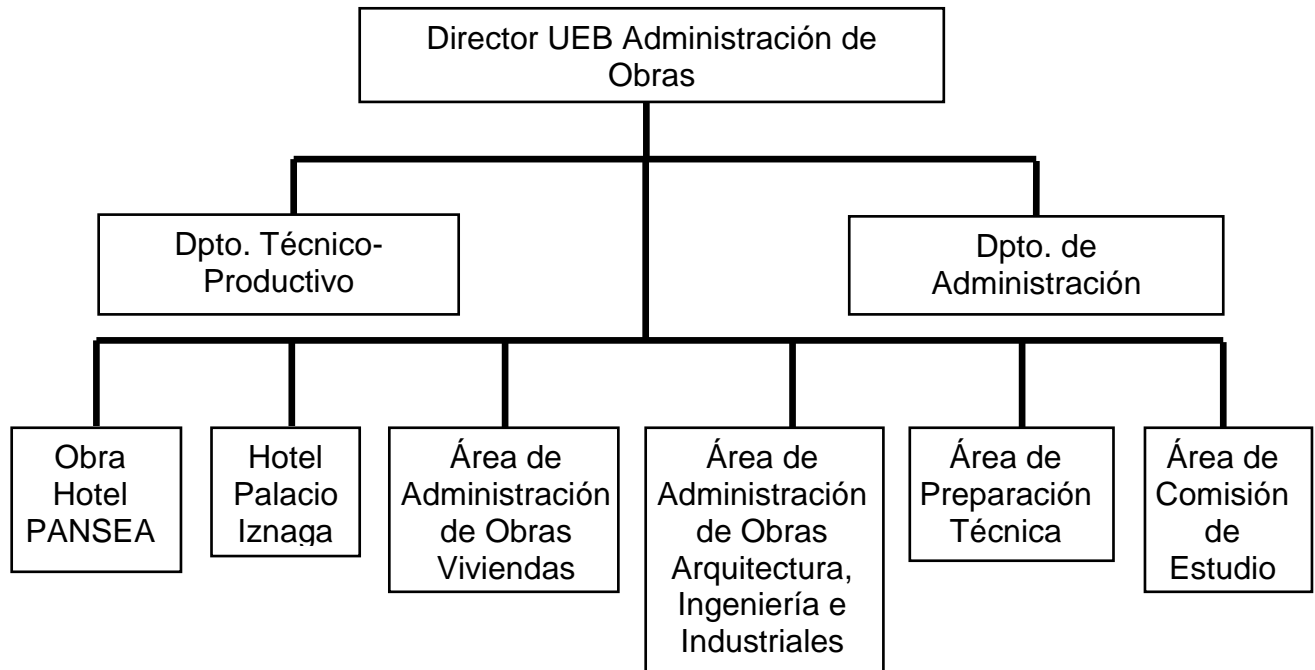 Director UEB Administración de
Obras
Dpto. Técnico-
Productivo
Dpto. de
Administración
Obra
Hotel
PANSEA
Hotel
Palacio
Iznaga
Área de
Administración
de Obras
Viviendas
Área de
Administración
de Obras
Arquitectura,
Ingeniería e
Industriales
Área de
Preparación
Técnica
Área de
Comisión
de
Estudio